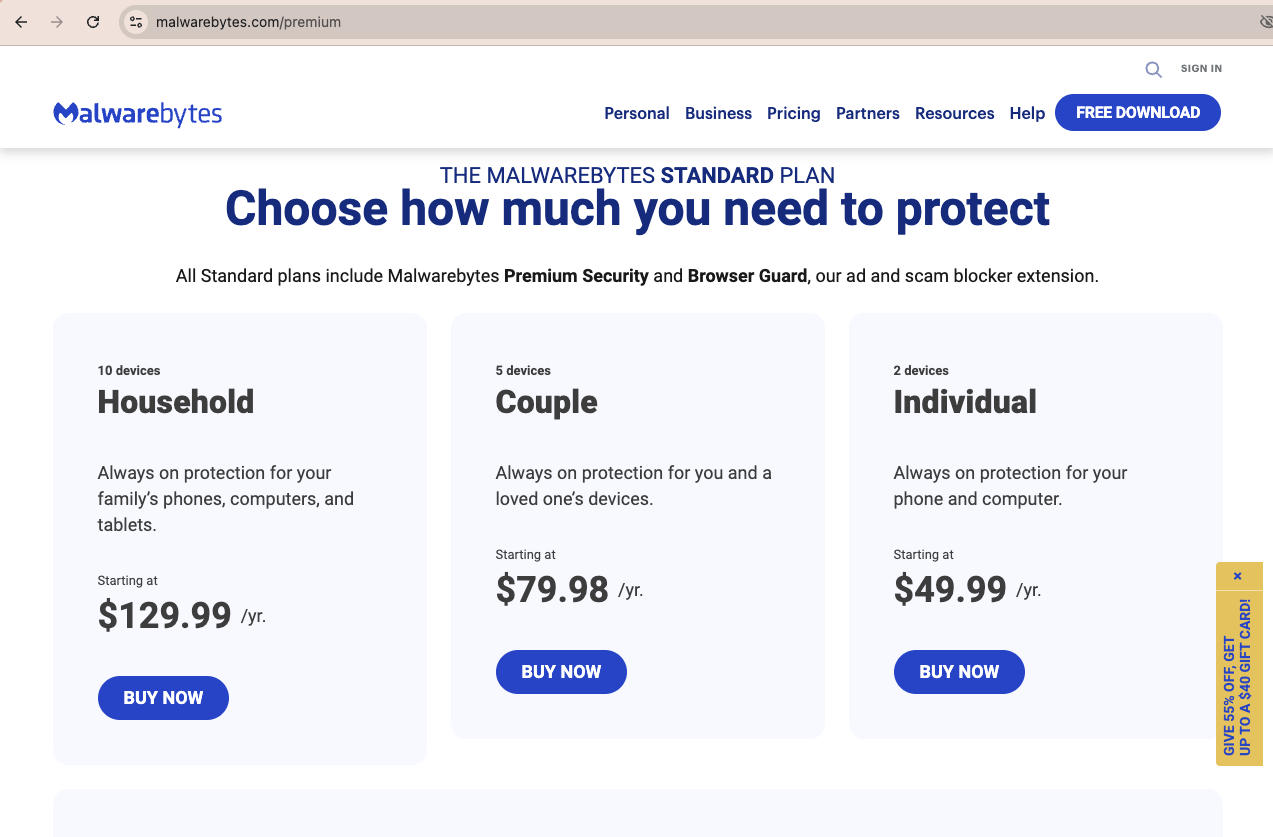 malwarebytes.com/premium
SIGN IN
Malwarebytes
Personal Business Pricing Partners Resources Help FREE DOWNLOAD
THE MALWAREBYTES STANDARD PLAN
Choose how much you need to protect
All Standard plans include Malwarebytes Premium Security and Browser Guard, our ad and scam blocker extension.
10 devices
Household
Always on protection for your
family’s phones, computers, and
tablets.
Starting at
$129.99 /yr.
BUY NOW
5 devices
Couple
Always on protection for you and a
loved one’s devices.
Starting at
$79.98 /yr.
BUY NOW
2 devices
Individual
Always on protection for your
phone and computer.
Starting at
$49.99 /yr.
BUY NOW
×
GIVE 55% OFF, GET
UP TO A $40 GIFT CARD!